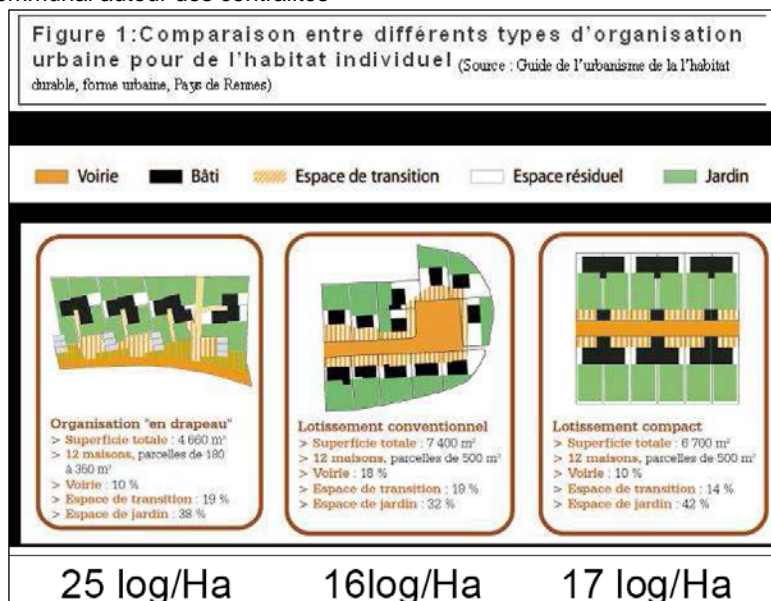 ommunal autour des centralités
Figure 1:Comparaison entre différents types d'organisation
urbaine pour de l'habitat individuel (Source : Guide de l'urbanisme de la l'habitat
durable, forme urbaine, Pays de Rennes)
Voirie Bâti Espace de transition Espace résiduel Jardin
Organisation "en drapeau"
> Superficie totale : 4 660 m²
> 12 maisons, parcelles de 180
à 360 m²
> Voirie : 10 %
> Espace de transition : 19 %
> Espace de jardin : 38 %
Lotissement conventionnel
> Superficie totale : 7 400 m²
> 12 maisons, parcelles de 500 m²
> Voirie : 18 %
> Espace de transition : 19 %
> Espace de jardin : 32 %
Lotissement compact
> Superficie totale : 6 700 m²
> 12 maisons, parcelles de 500 m²
> Voirie : 10 %
> Espace de transition : 14 %
> Espace de jardin : 42 %
25 log/Ha 16log/Ha 17 log/Ha